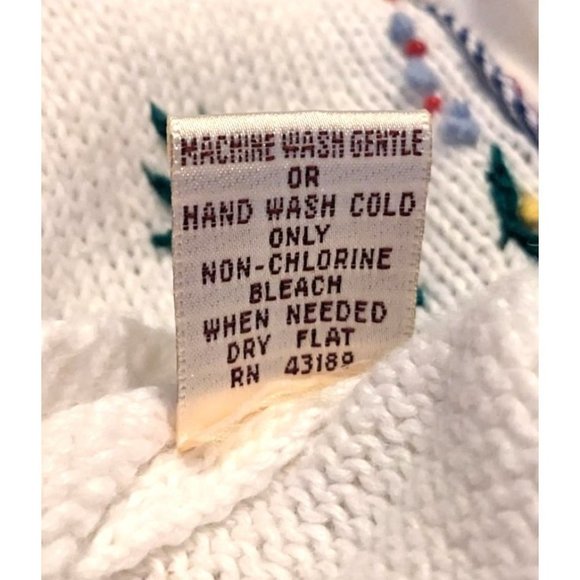 MACHINE WASH GENTLE
OR
HAND WASH COLD
ONLY
NON-CHLORINE
BLEACH
WHEN NEEDED
DRY FLAT
RN 43189